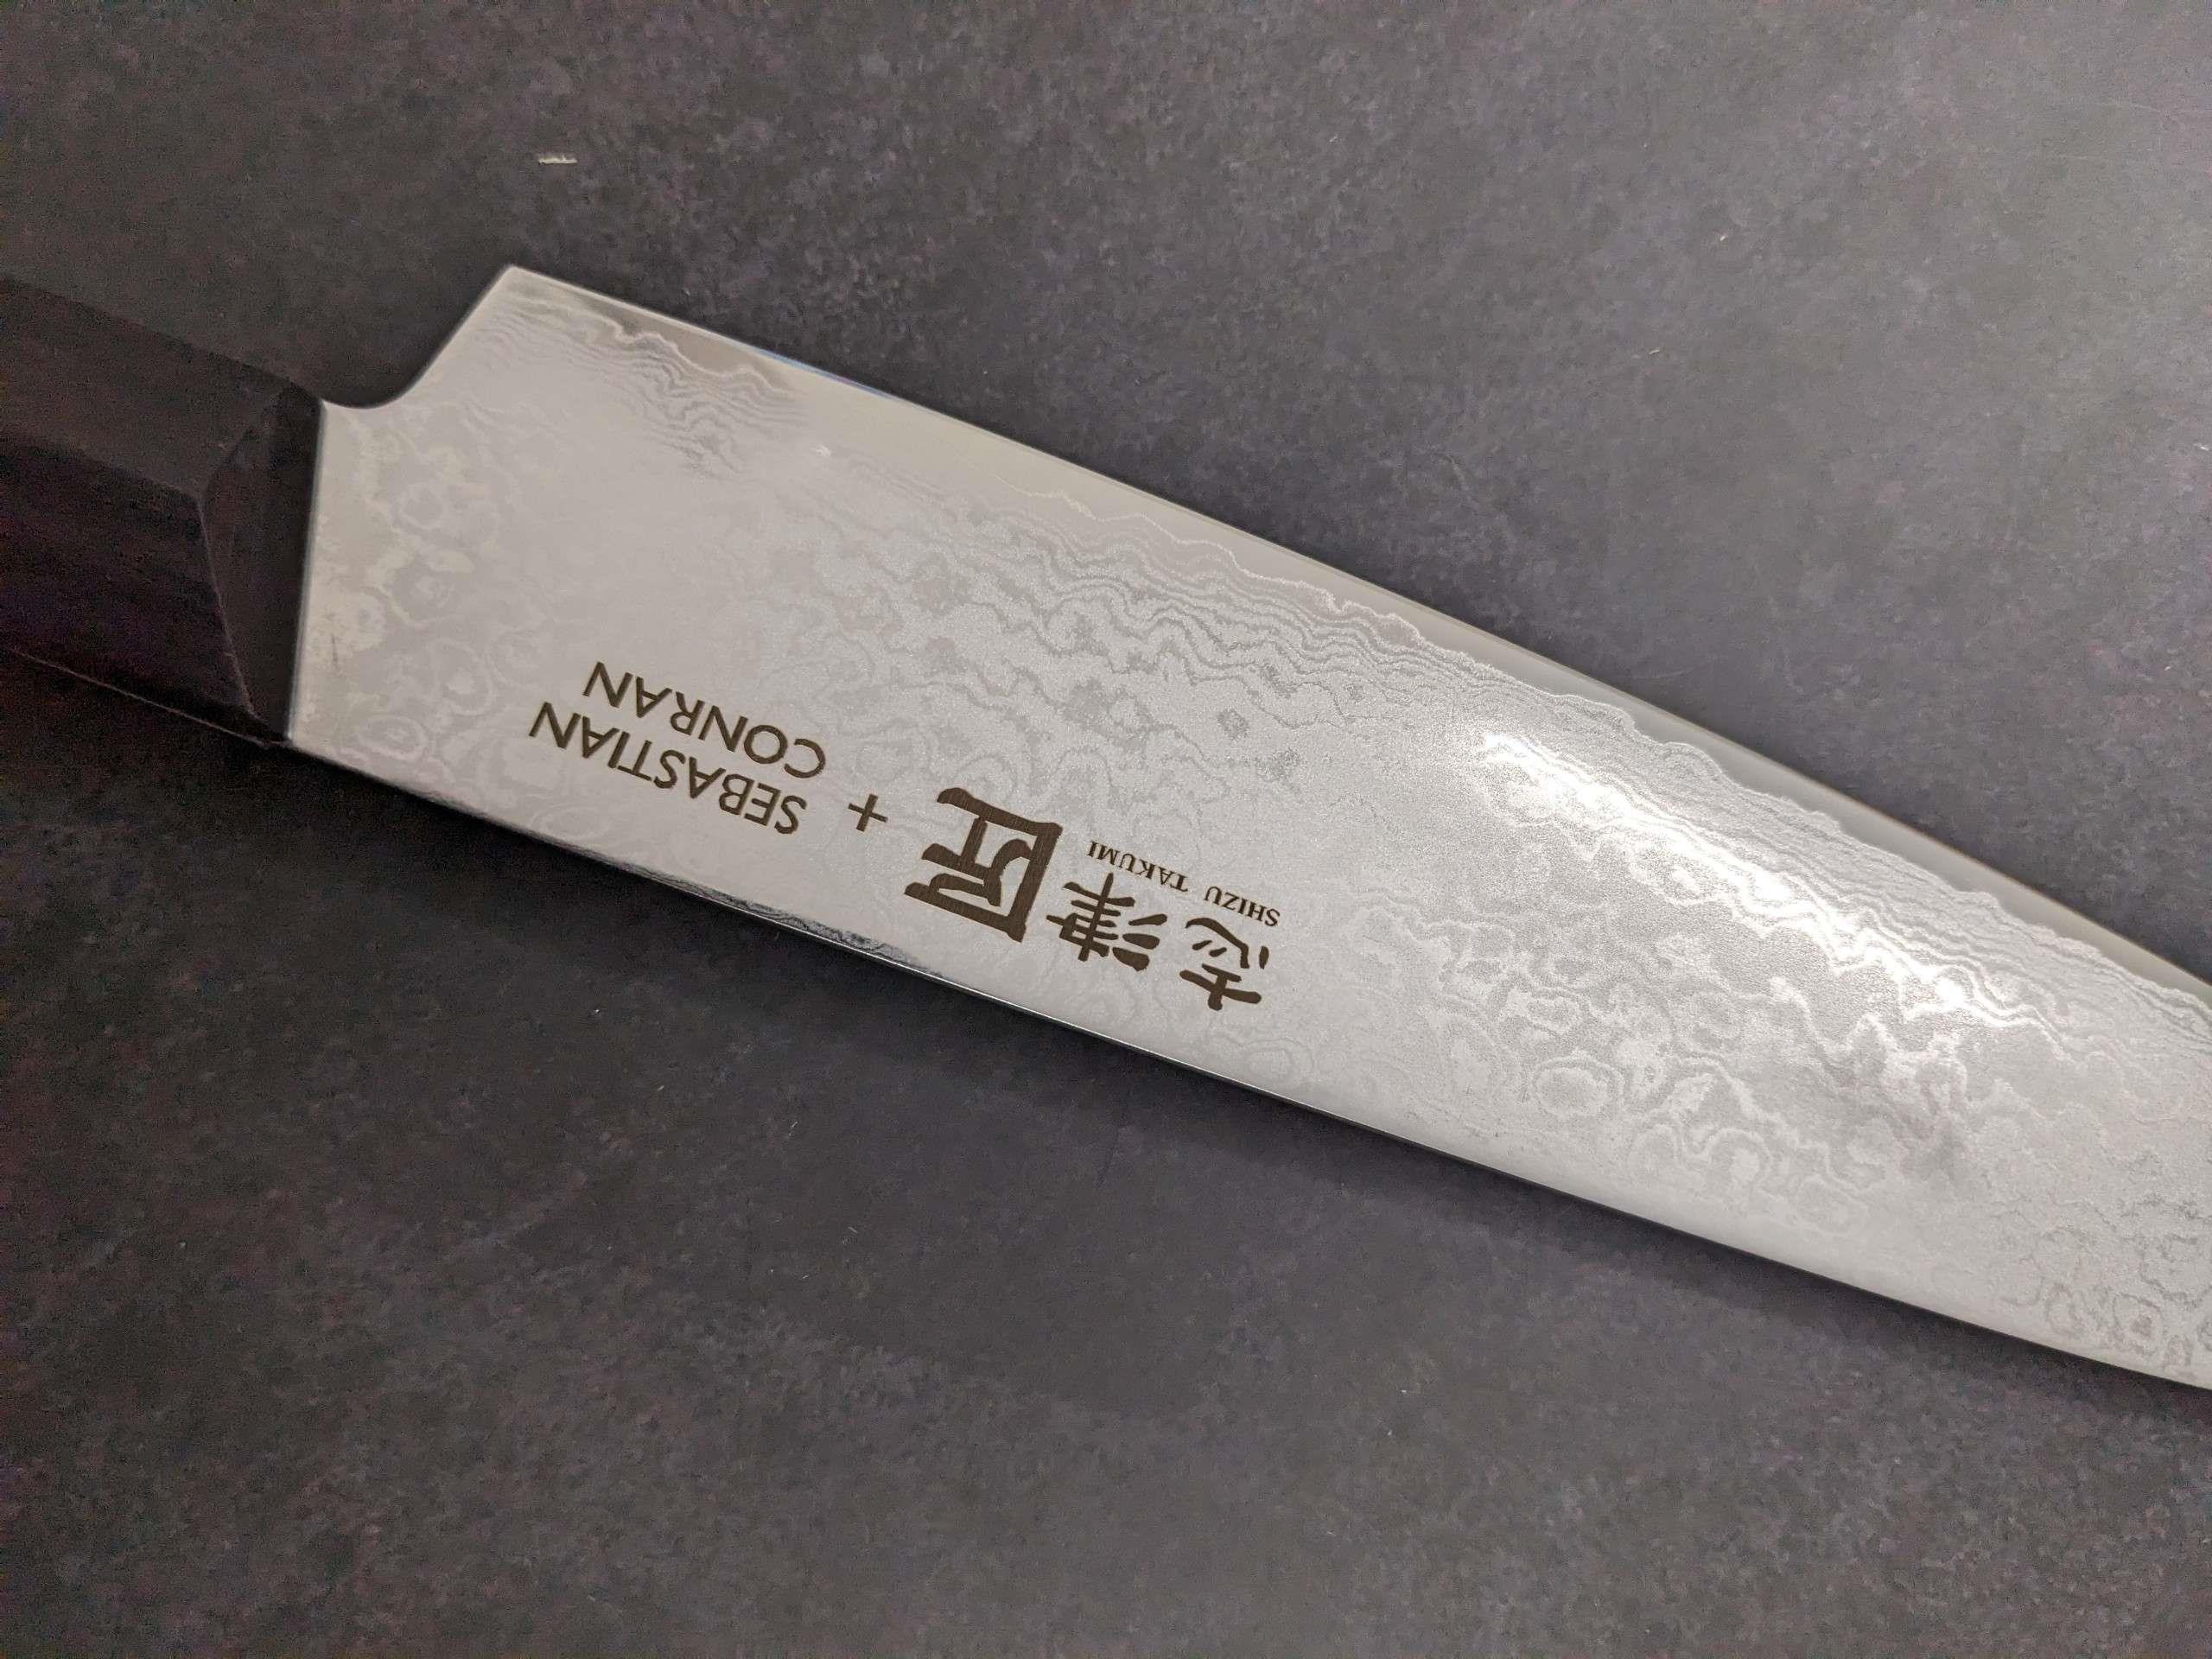 志津匠
SHIZU TAKUMI
+
SEBASTIAN
CONRAN